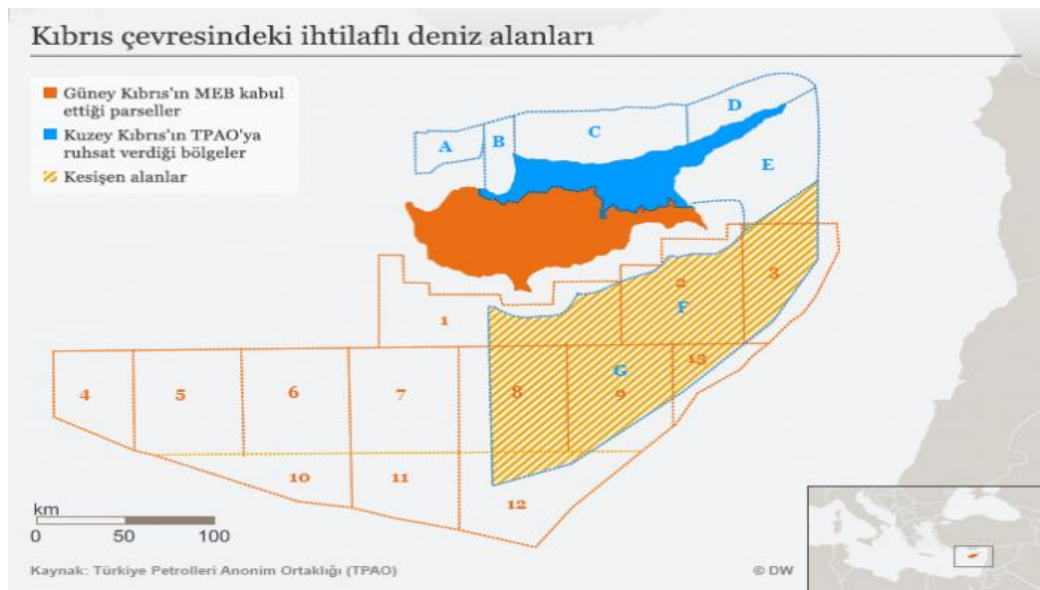 Kıbrıs çevresindeki ihtilaflı deniz alanları
Güney Kıbrıs'ın MEB kabul
ettiği parseller
Kuzey Kıbrıs'ın TPAO'ya
ruhsat verdiği bölgeler
Kesişen alanlar
A
B
C
D
E
1
2
3
F
4
5
6
7
8
G
9
13
10
11
12
km
0 50 100
Kaynak: Türkiye Petrolleri Anonim Ortaklığı (TPAO)
© DW